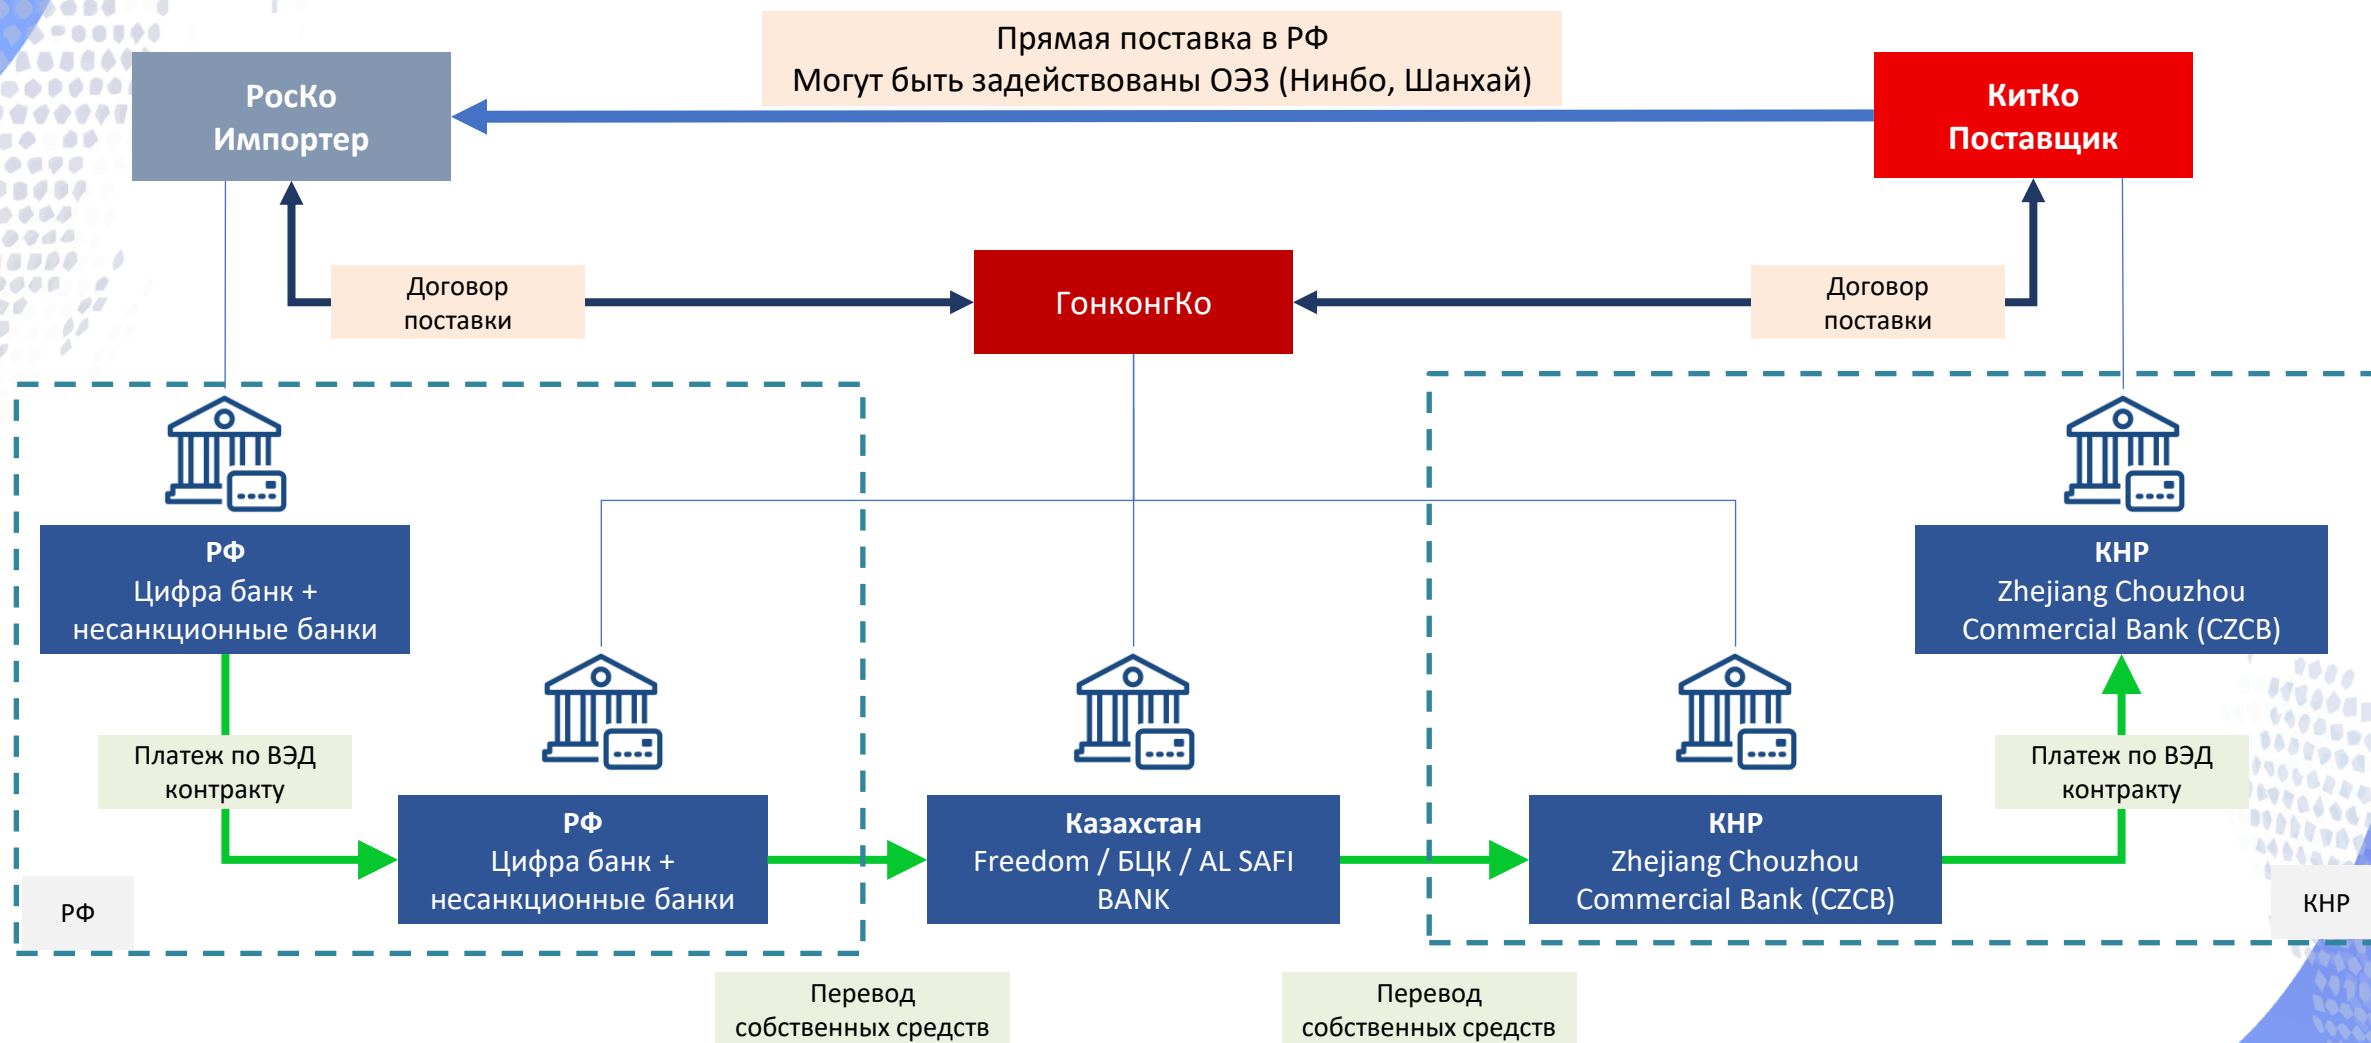 Прямая поставка в РФ
Могут быть задействованы ОЭЗ (Нинбо, Шанхай)
РосКо
Импортер
КитКо
Поставщик
Договор
поставки
ГонконгКо
Договор
поставки
РФ
Цифра банк +
несанкционные банки
КНР
Zhejiang Chouzhou
Commercial Bank (CZCB)
Платеж по ВЭД
контракту
Платеж по ВЭД
контракту
РФ
Цифра банк +
несанкционные банки
Казахстан
Freedom / БЦК / AL SAFI
BANK
КНР
Zhejiang Chouzhou
Commercial Bank (CZCB)
РФ
КНР
Перевод
собственных средств
Перевод
собственных средств